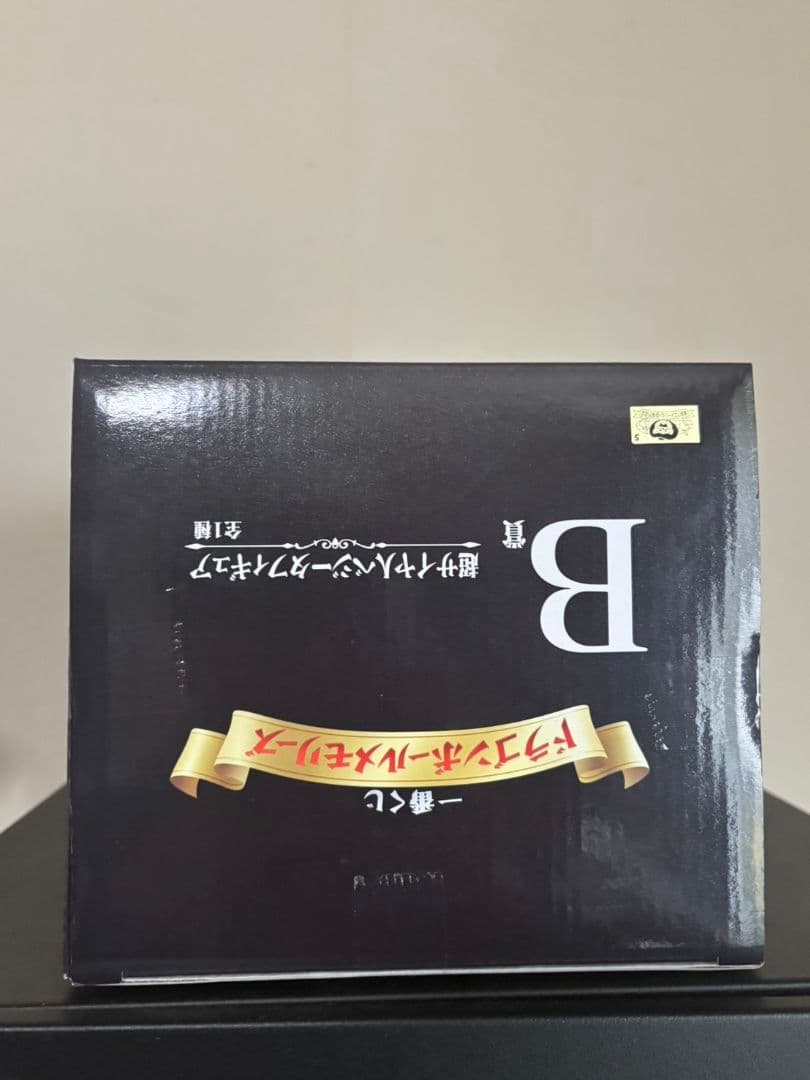 一番くじ
ドラゴンボールメモリーズ
B賞
超サイヤ人ベジータフィギュア
全1種